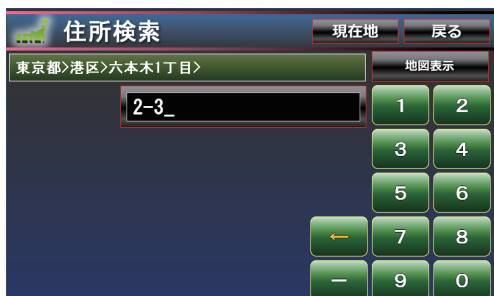 住所検索
現在地
戻る
東京都>港区>六本木1丁目>
地図表示
2-3_
1 2
3 4
5 6
← 7 8
− 9 0